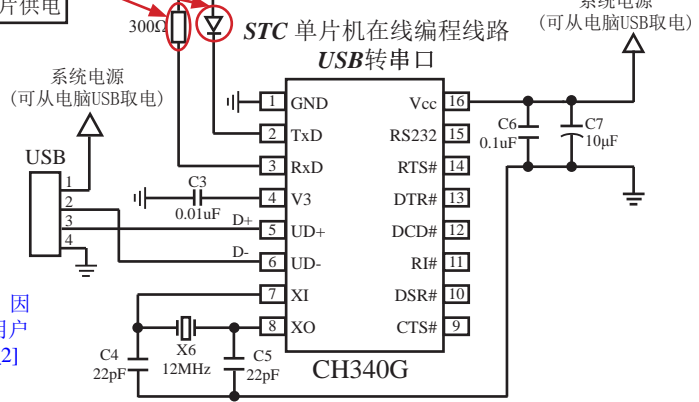 片供电
系统电源
(可从电脑USB取电)
300Ω
STC 单片机在线编程线路
USB转串口
系统电源
(可从电脑USB取电)
USB
1
2
3
4
C3
0.01uF
D+
D-
1 GND
2 TxD
3 RxD
4 V3
5 UD+
6 UD-
7 XI
8 XO
Vcc 16
RS232 15
RTS# 14
DTR# 13
DCD# 12
RI# 11
DSR# 10
CTS# 9
C6
0.1uF
C7
10μF
因
用户
2]
C4
22pF
X6
12MHz
C5
22pF
CH340G